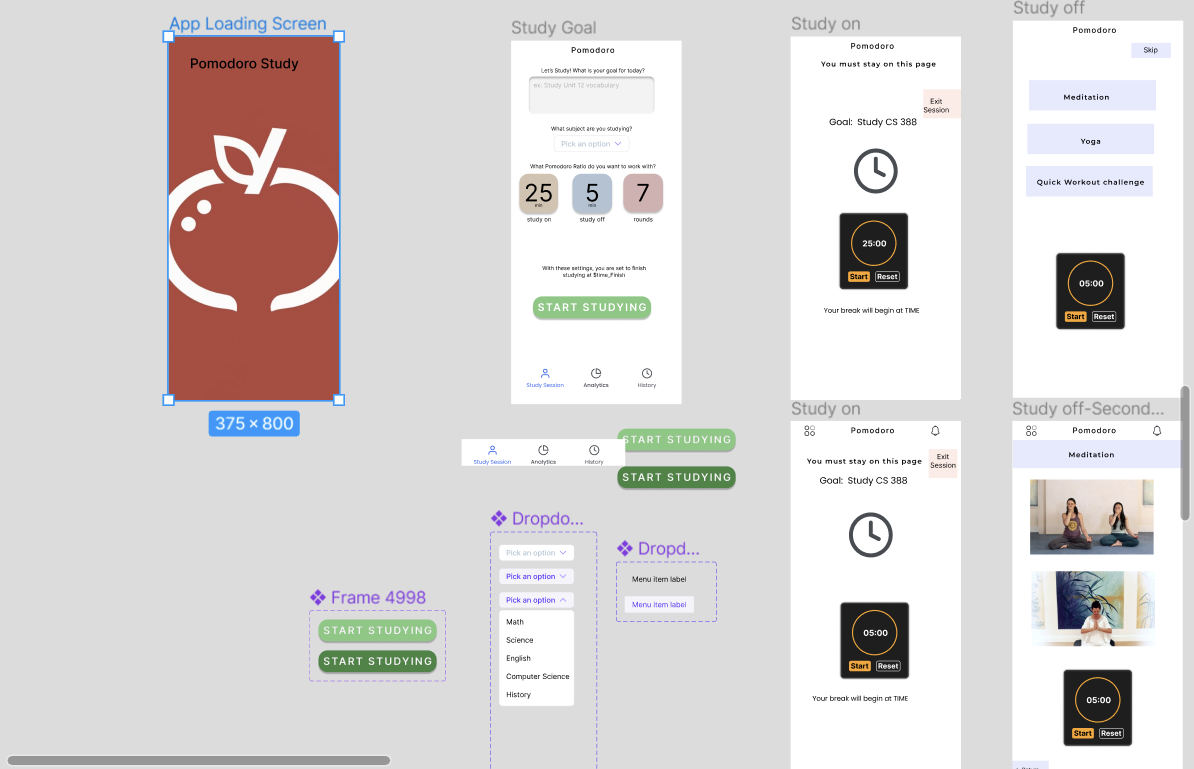 App Loading Screen
Pomodoro Study
375 × 800
Study Goal
Pomodoro
Let's Study! What is your goal for today?
ex: Study Unit 12 vocabulary
What subject are you studying?
Pick an option
What Pomodoro Ratio do you want to work with?
25
min
study on
5
min
study off
7
rounds
With these settings, you are set to finish
studying at $time_Finish
START STUDYING
Study Session
Analytics
History
Study on
Pomodoro
You must stay on this page
Exit
Session
Goal: Study CS 388
25:00
Start
Reset
Your break will begin at TIME
Study off
Pomodoro
Skip
Meditation
Yoga
Quick Workout challenge
05:00
Start
Reset
START STUDYING
Study Session
Analytics
History
START STUDYING
Frame 4998
START STUDYING
START STUDYING
Dropdo...
Pick an option
Pick an option
Pick an option
Math
Science
English
Computer Science
History
Dropd...
Menu item label
Menu item label
Study on
Pomodoro
You must stay on this page
Exit
Session
Goal: Study CS 388
05:00
Start
Reset
Your break will begin at TIME
Study off-Second...
Pomodoro
Meditation
05:00
Start
Reset